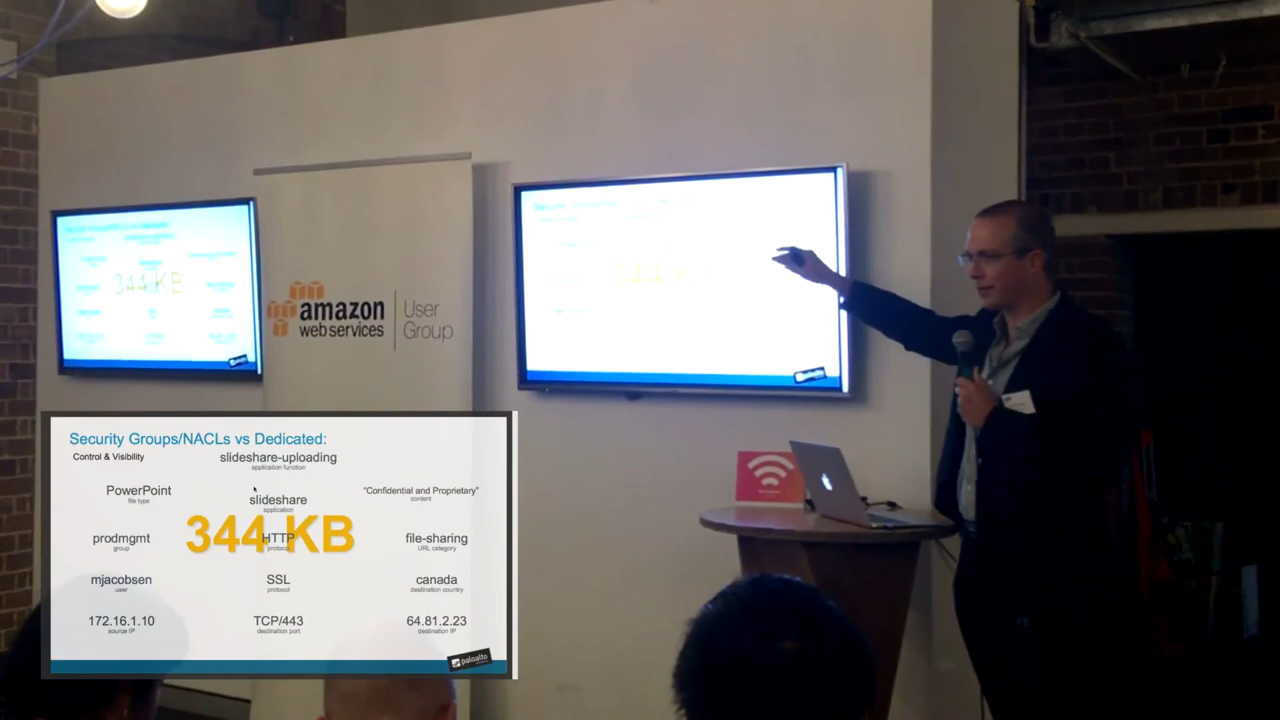 344 KB
amazon
web services
User
Group
Security Groups/NACLs vs Dedicated:
Control & Visibility
slideshare-uploading
application function
PowerPoint
file type
slideshare
application
"Confidential and Proprietary"
content
344 KB
prodmgmt
group
HTTP
protocol
file-sharing
URL category
mjacobsen
user
SSL
protocol
canada
destination country
172.16.1.10
source IP
TCP/443
destination port
64.81.2.23
destination IP
paloalto